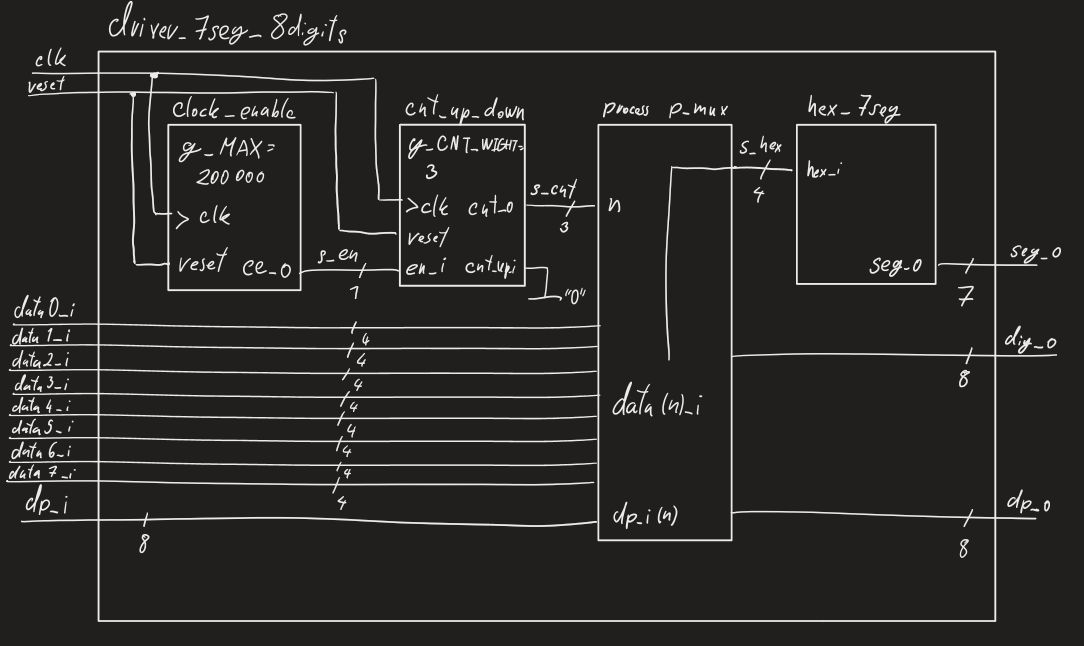 driver_7seg_8digits
clk
reset
clock_enable
g_MAX=
200 000
> clk
reset
ce_o
s_en
1
cnt_up_down
g_CNT_WIGHT=
3
>clk
cnt_o
reset
en_i
cnt_up_i
"0"
s_cnt
3
process p_mux
n
data(n)_i
dp_i(n)
s_hex
4
hex_7seg
hex_i
seg_o
seg_o
7
dig_o
8
dp_o
8
data0_i
4
data1_i
4
data2_i
4
data3_i
4
data4_i
4
data5_i
4
data6_i
4
data7_i
4
dp_i
8